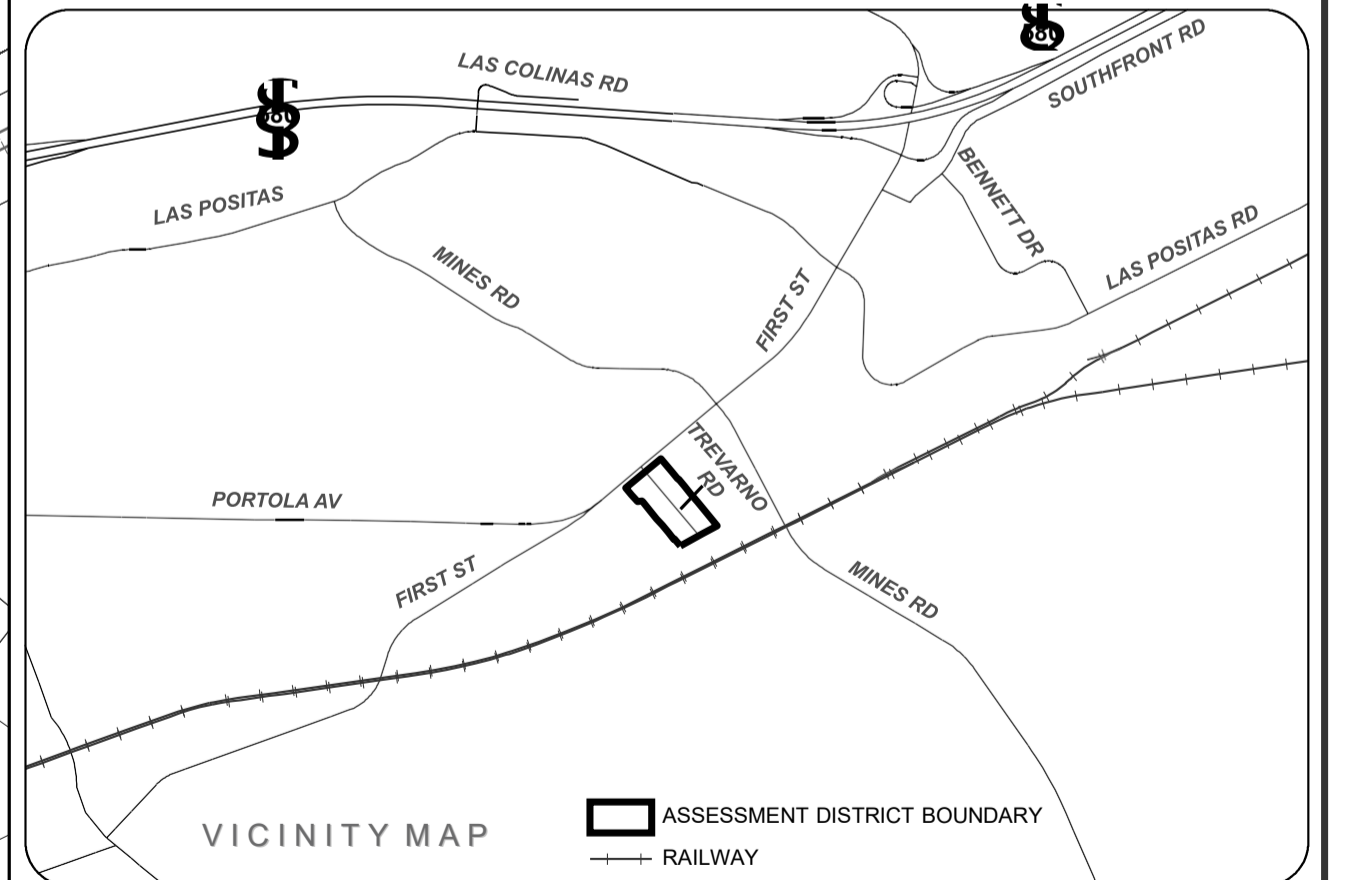 LAS COLINAS RD
SOUTHFRONT RD
BENNETT DR
LAS POSITAS
LAS POSITAS RD
MINES RD
FIRST ST
TREVARNO
RD
PORTOLA AV
FIRST ST
MINES RD
VICINITY MAP
ASSESSMENT DISTRICT BOUNDARY
RAILWAY